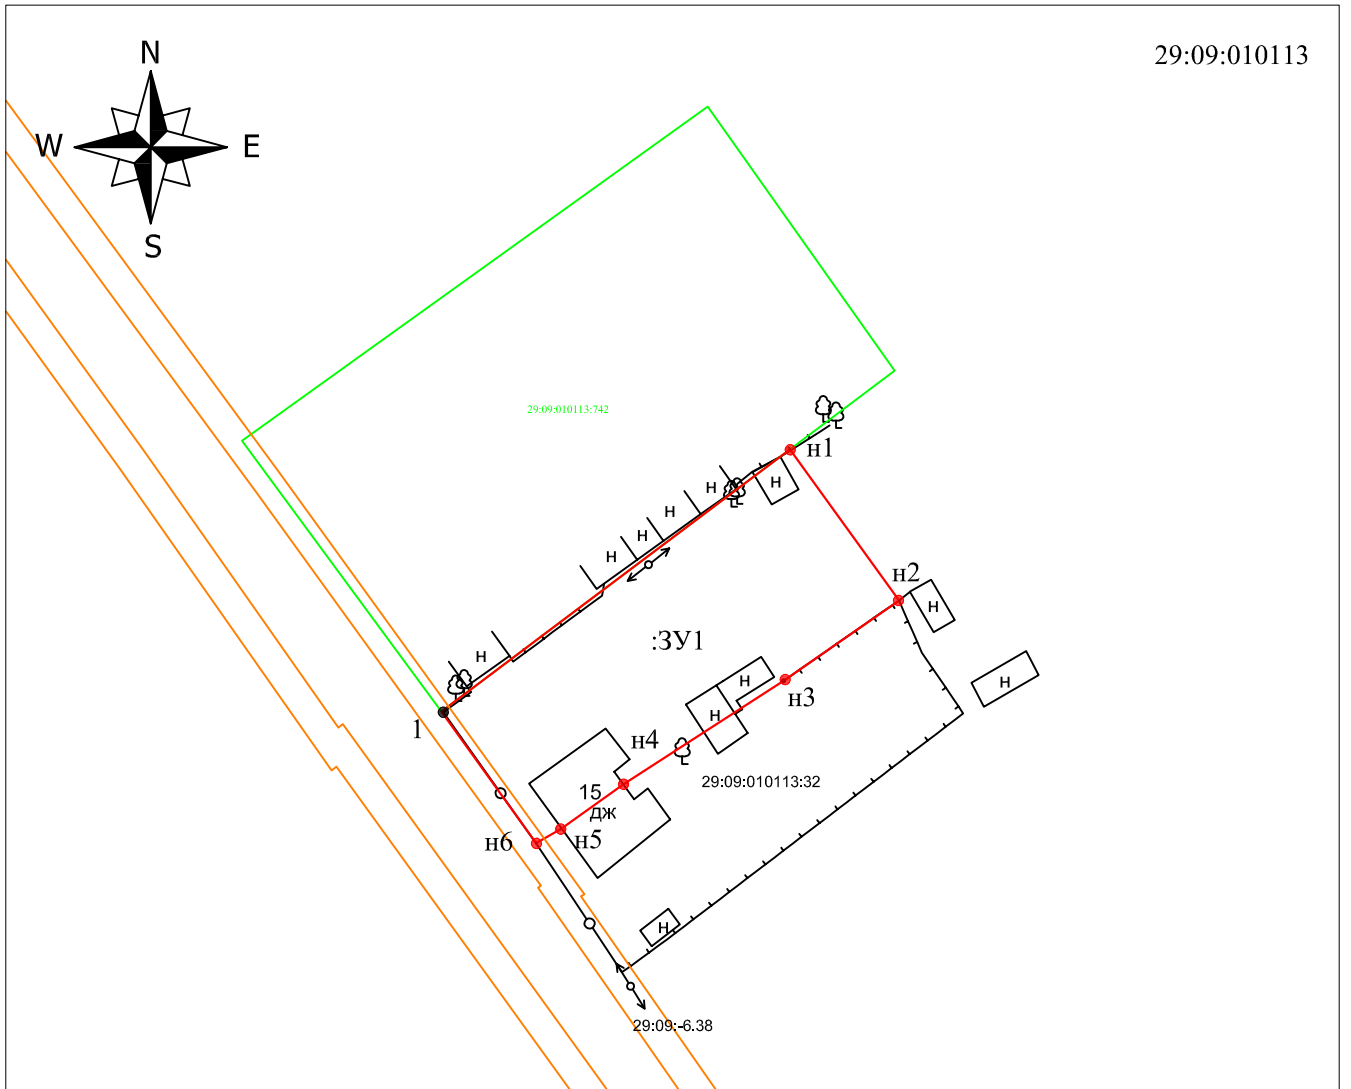 29:09:010113
N
W
E
S
29:09:010113:742
н1
Н
Н
Н
Н
Н
н2
Н
:ЗУ1
Н
Н
Н
н3
Н
1
н4
29:09:010113:32
15
дж
н6
н5
Н
29:09:-6.38